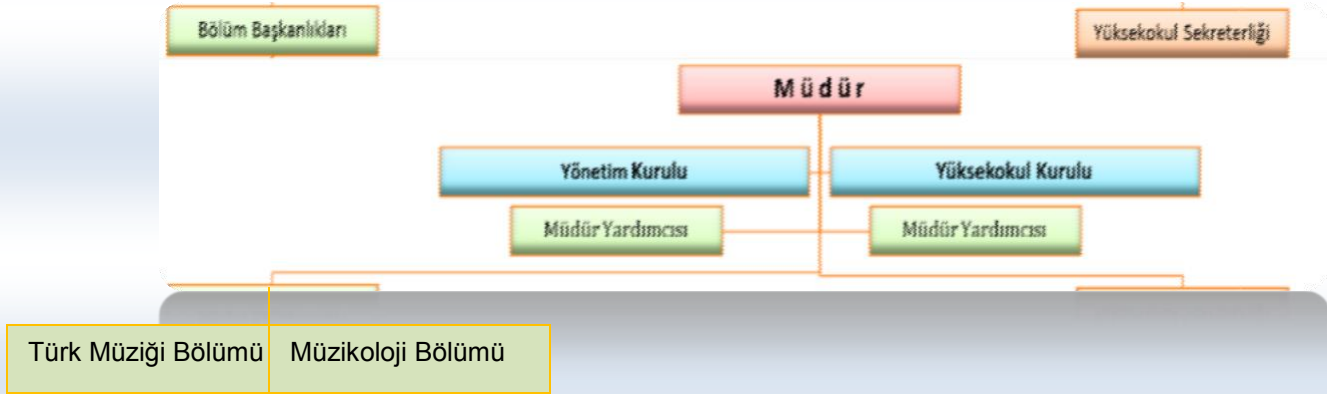 Bölüm Başkanlıkları
Yüksekokul Sekreterliği
Müdür
Yönetim Kurulu
Yüksekokul Kurulu
Müdür Yardımcısı
Müdür Yardımcısı
Türk Müziği Bölümü
Müzikoloji Bölümü